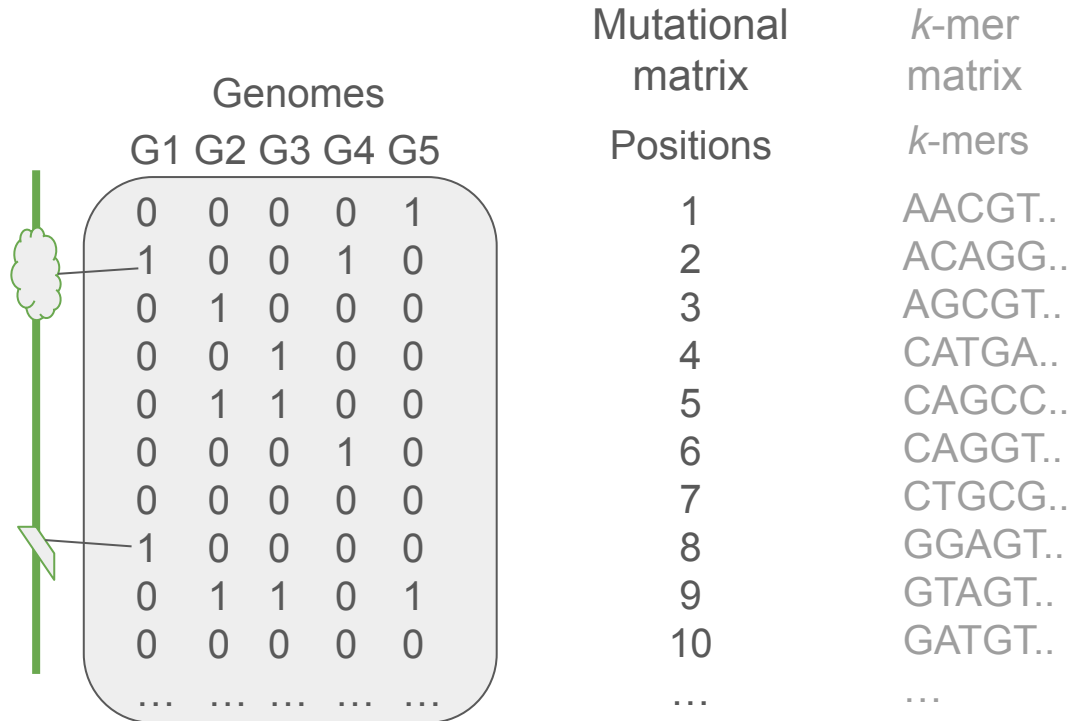 Mutational k-mer
matrix matrix
Genomes
G1 G2 G3 G4 G5 Positions k-mers
0 0 0 0 1 1 AACGT..
1 0 0 1 0 2 ACAGG..
0 1 0 0 0 3 AGCGT..
0 0 1 0 0 4 CATGA..
0 1 1 0 0 5 CAGCC..
0 0 0 1 0 6 CAGGT..
0 0 0 0 0 7 CTGCG..
1 0 0 0 0 8 GGAGT..
0 1 1 0 1 9 GTAGT..
0 0 0 0 0 10 GATGT..
… … … … … … …